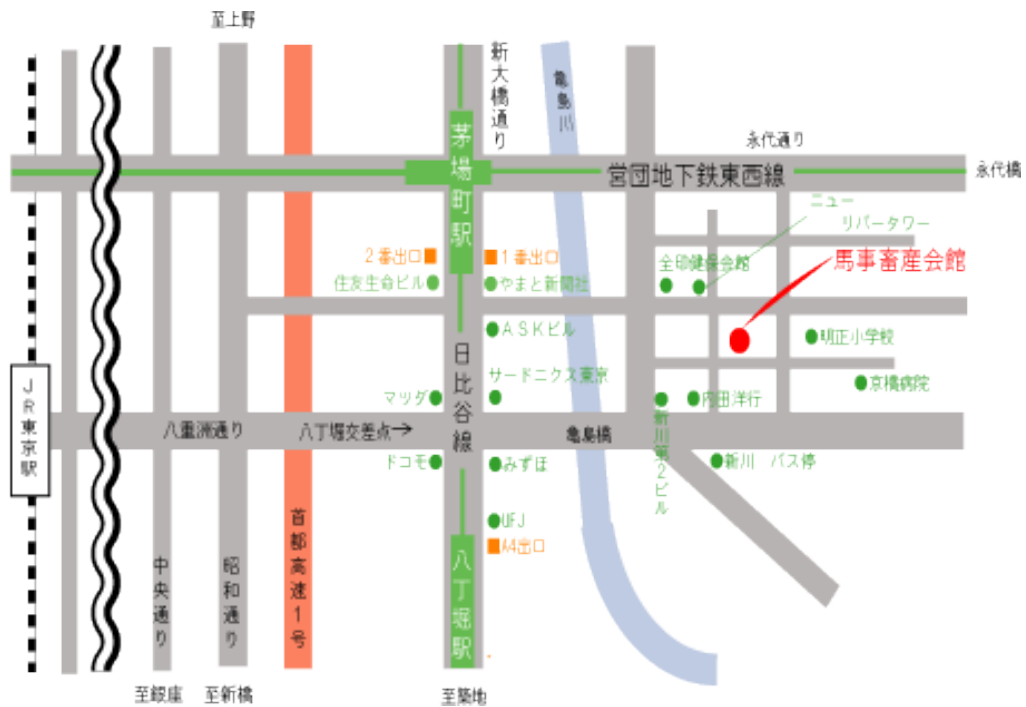 至上野
新大橋通り
亀島川
茅場町駅
永代通り
営団地下鉄東西線
永代橋
ニュー
リバータワー
2番出口
1番出口
全印健保会館
馬事畜産会館
住友生命ビル
やまと新聞社
ASKビル
明正小学校
日比谷線
サードニクス東京
京橋病院
JR東京駅
マッダ
内田洋行
八重洲通り
八丁堀交差点→
亀島橋
新川第2ビル
ドコモ
みずほ
新川 バス停
首都高速1号
UFJ
A4出口
中央通り
昭和通り
八丁堀駅
至銀座
至新橋
至築地